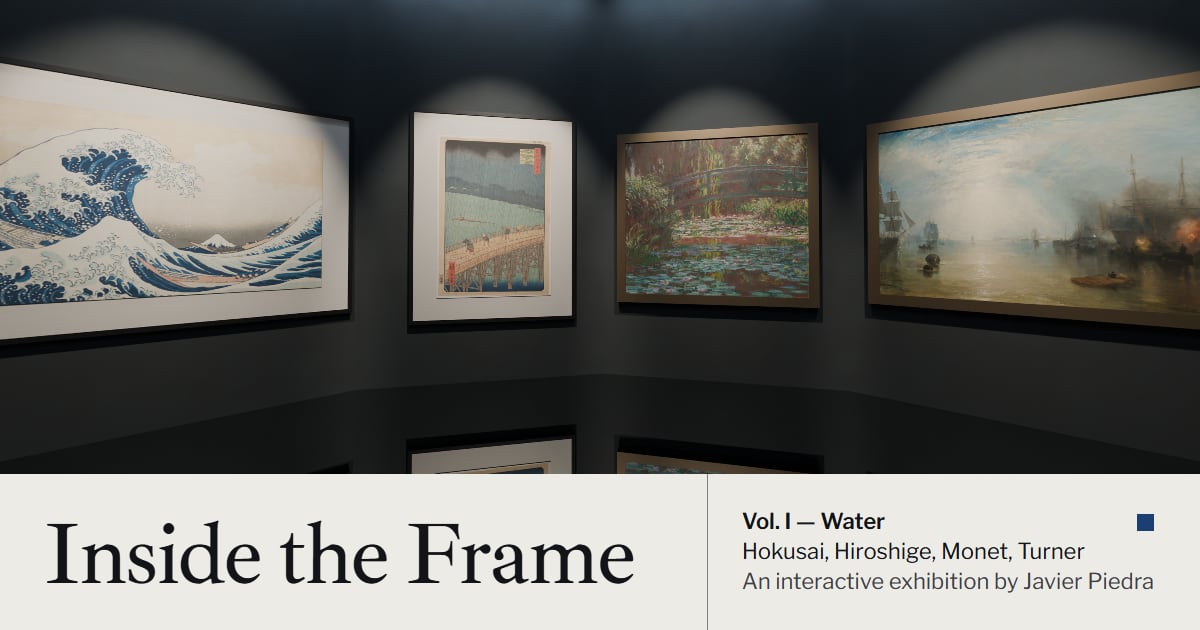 Inside the Frame
Vol. I — Water
Hokusai, Hiroshige, Monet, Turner
An interactive exhibition by Javier Piedra